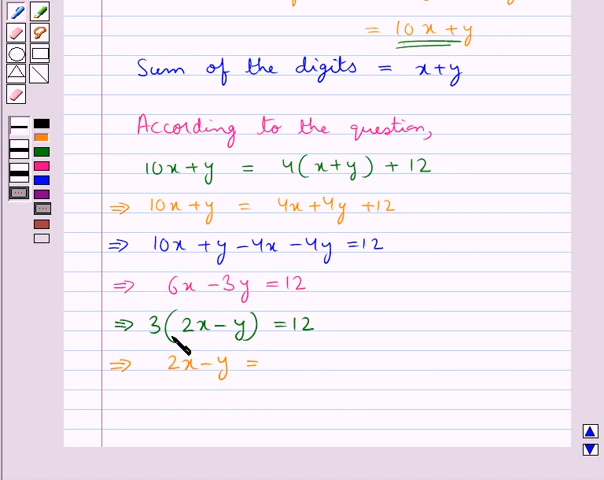 = 10x+y
Sum of the digits = x+y
According to the question,
10x+y = 4(x+y)+12
⇒ 10x+y = 4x+4y+12
⇒ 10x+y-4x-4y=12
⇒ 6x-3y=12
⇒ 3(2x-y)=12
⇒ 2x-y=